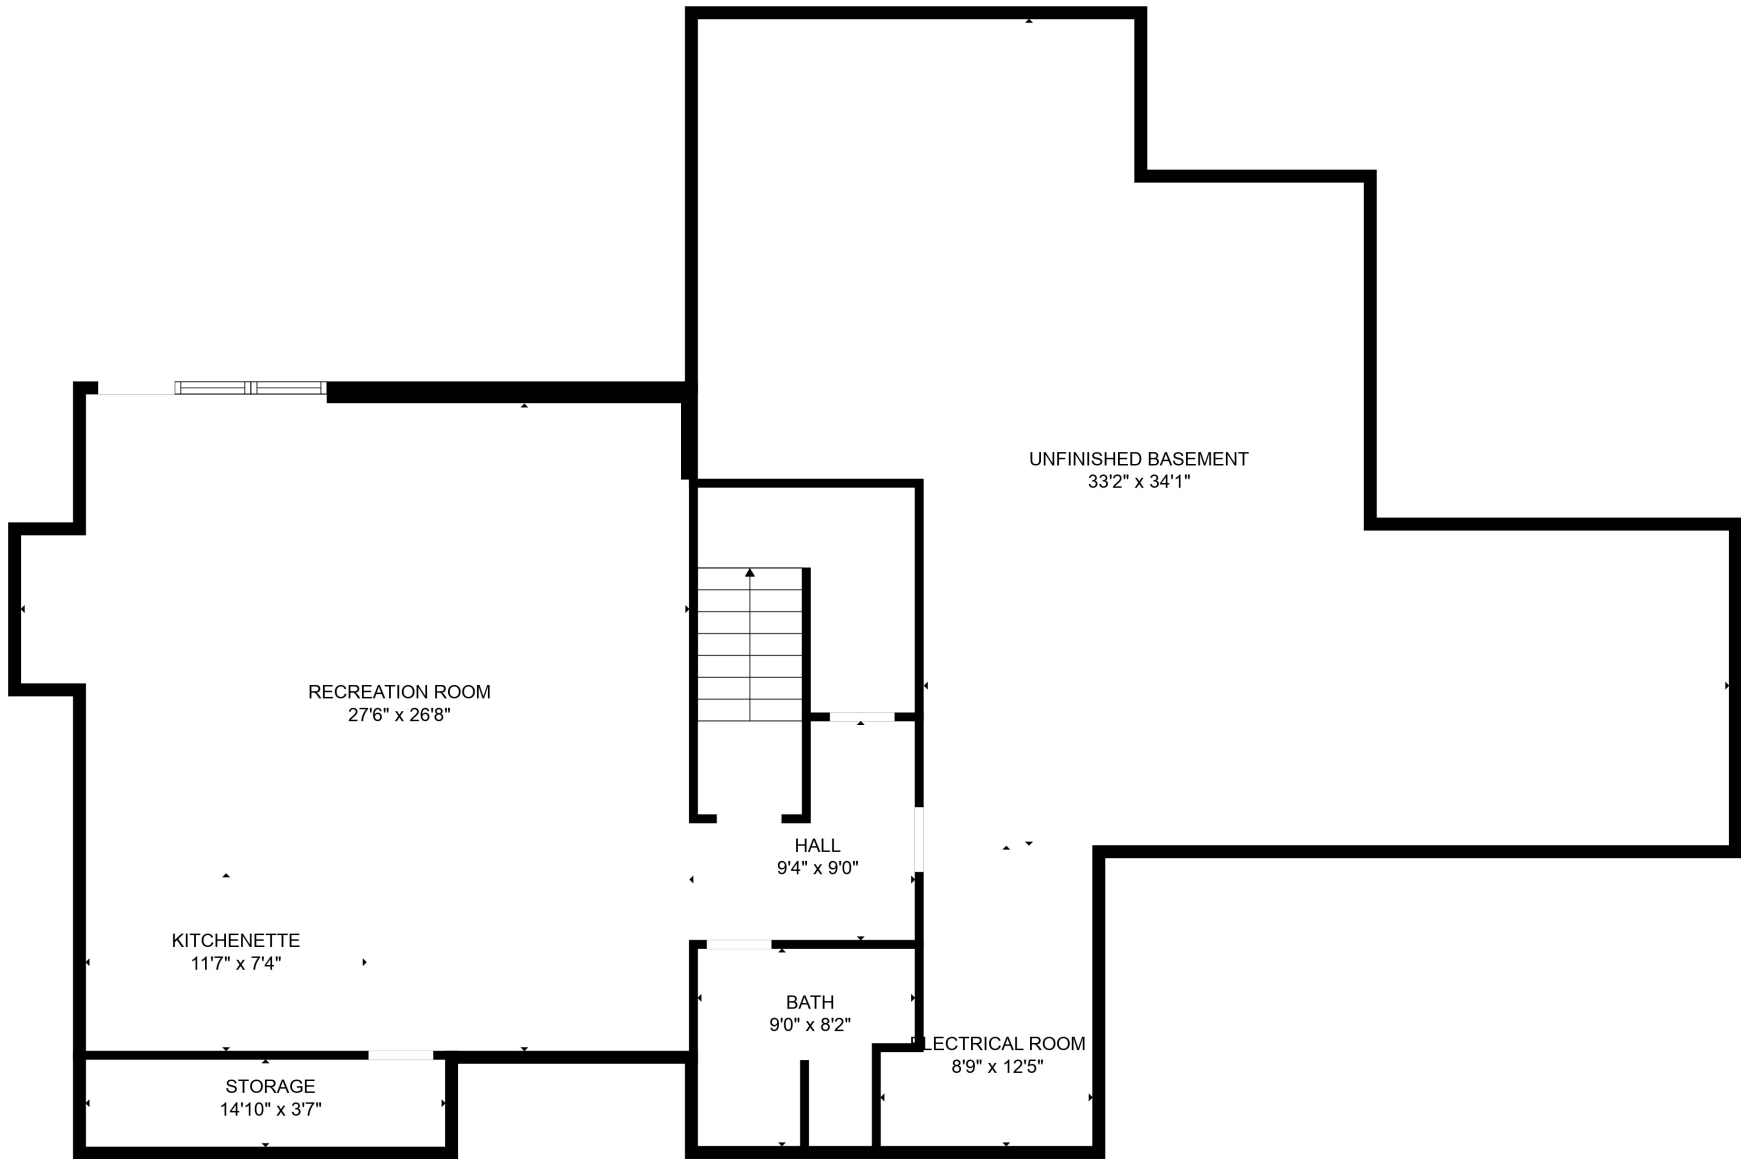 UNFINISHED BASEMENT
33'2" x 34'1"
RECREATION ROOM
27'6" x 26'8"
HALL
9'4" x 9'0"
KITCHENETTE
11'7" x 7'4"
BATH
9'0" x 8'2"
ELECTRICAL ROOM
8'9" x 12'5"
STORAGE
14'10" x 3'7"